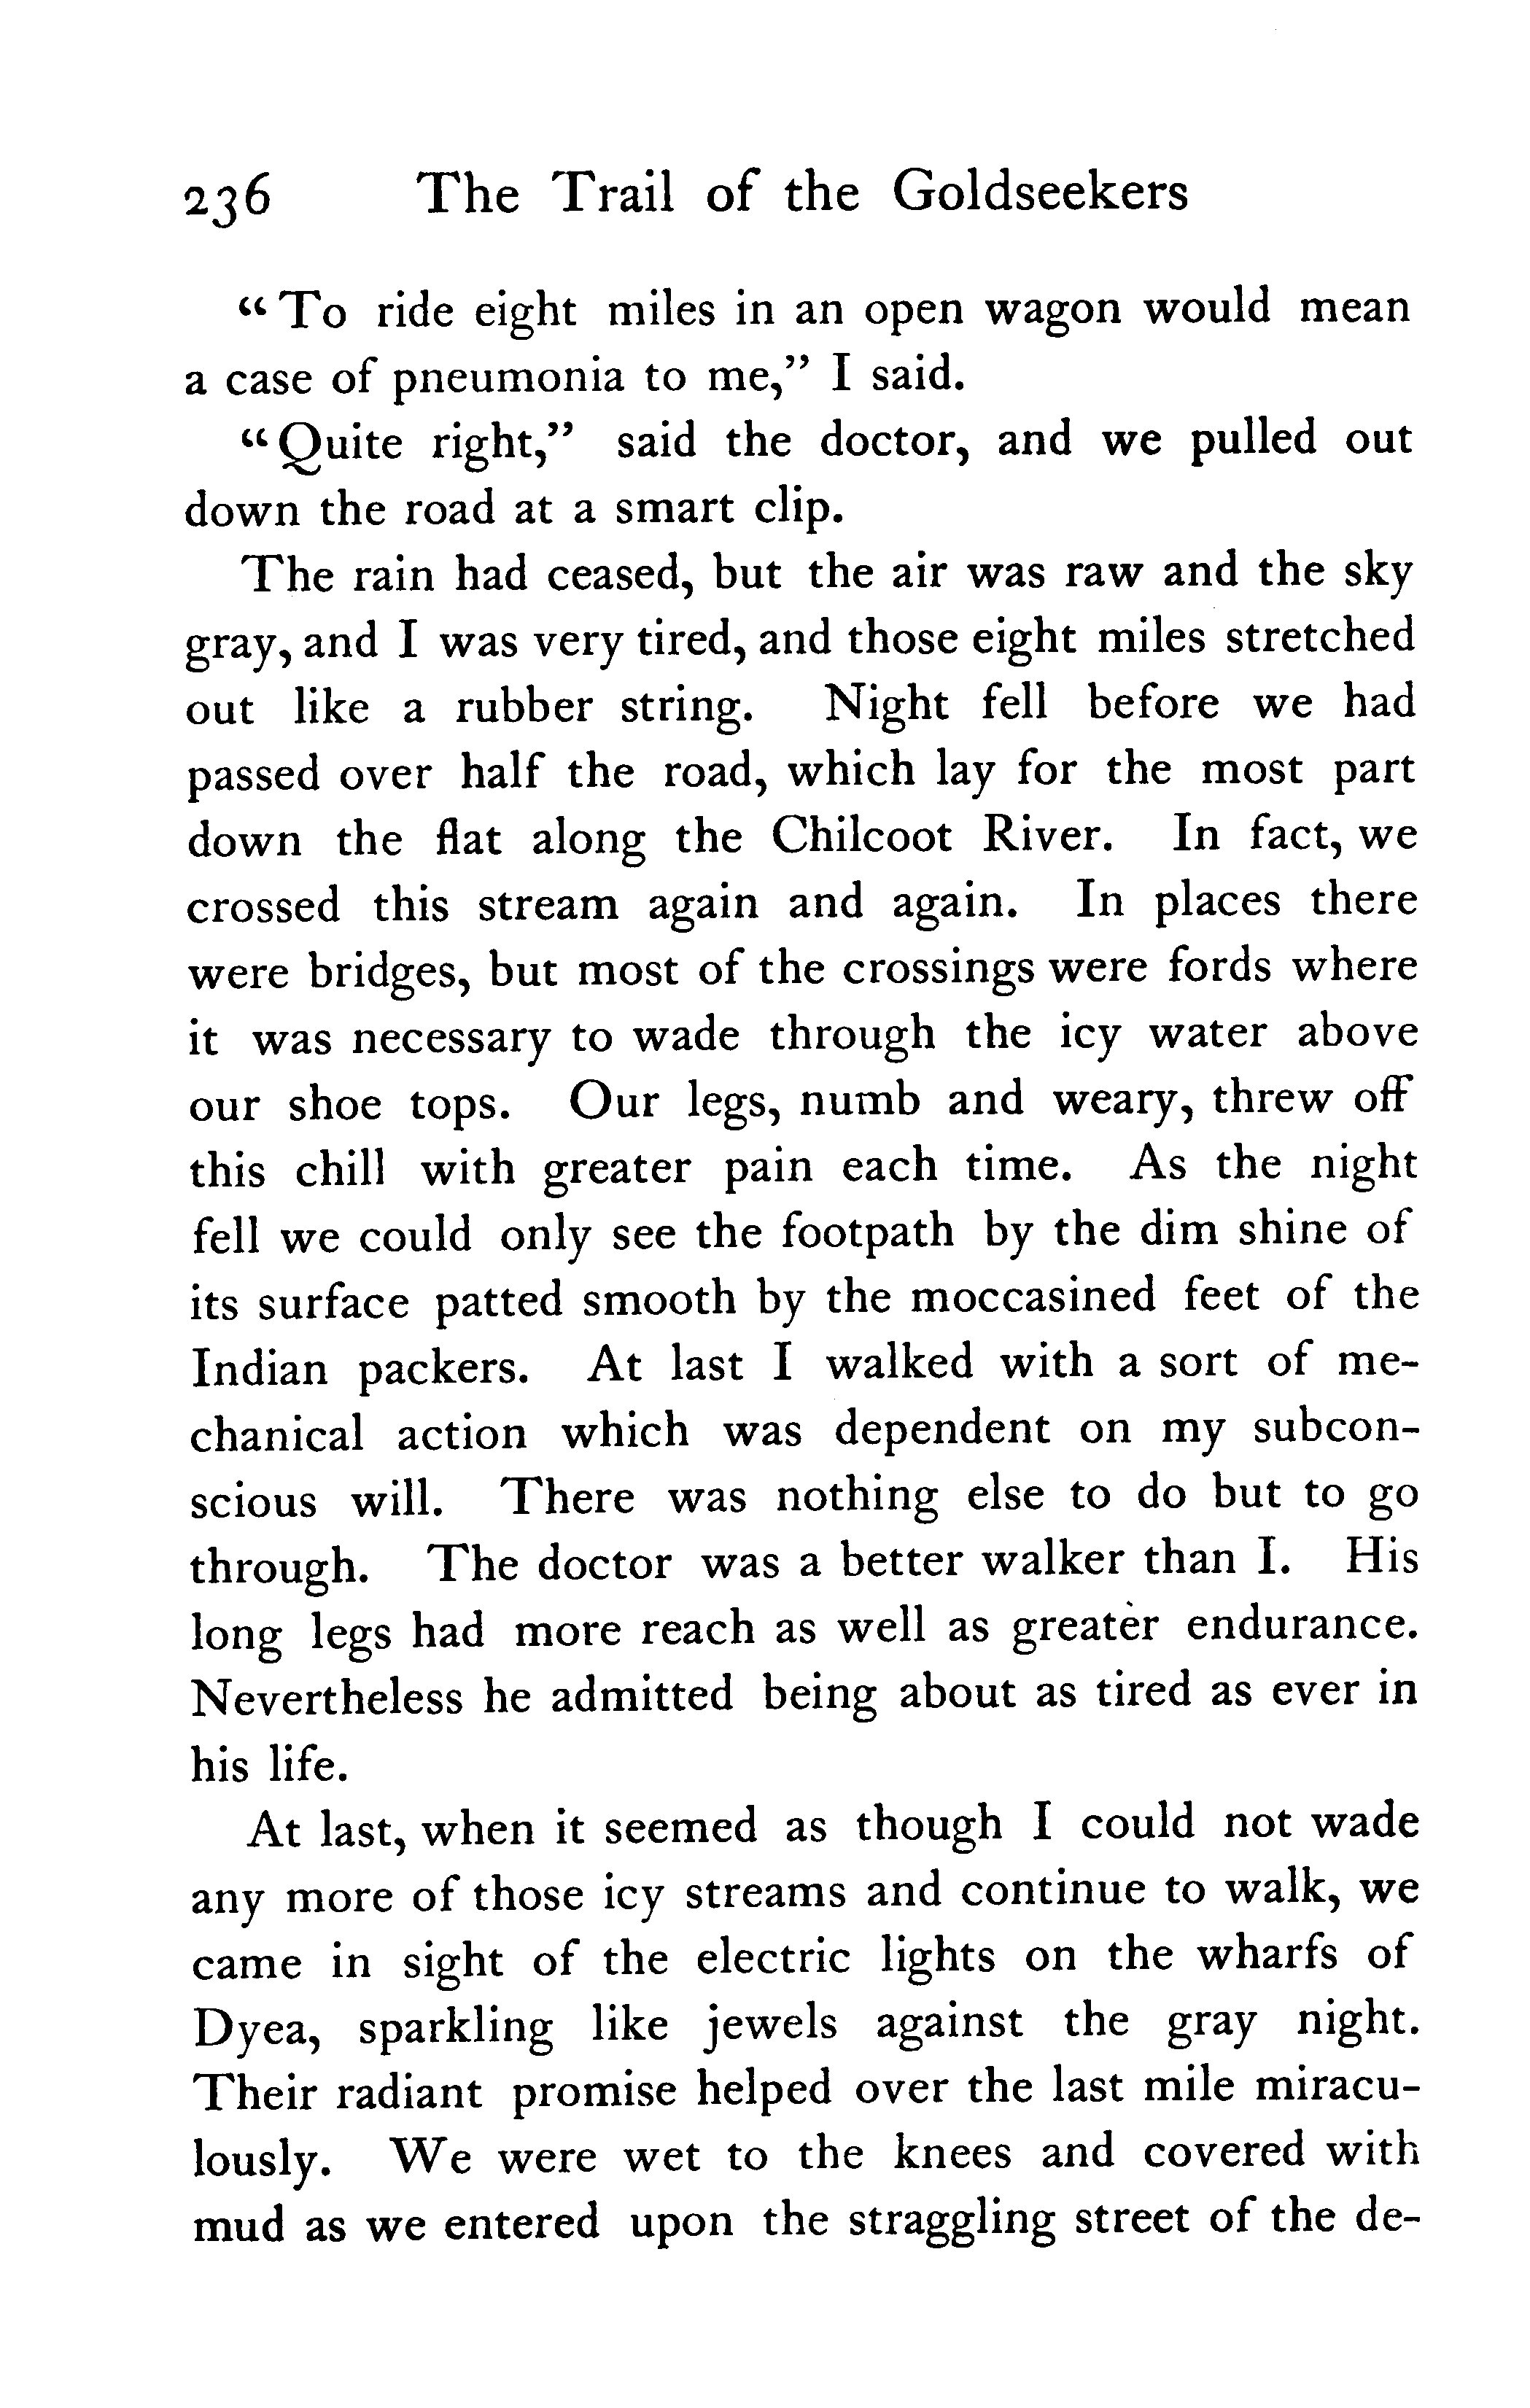 236 The Trail of the Goldseekers
“To ride eight miles in an open wagon would mean
a case of pneumonia to me,” I said.
“Quite right,” said the doctor, and we pulled out
down the road at a smart clip.
The rain had ceased, but the air was raw and the sky
gray, and I was very tired, and those eight miles stretched
out like a rubber string. Night fell before we had
passed over half the road, which lay for the most part
down the flat along the Chilcoot River. In fact, we
crossed this stream again and again. In places there
were bridges, but most of the crossings were fords where
it was necessary to wade through the icy water above
our shoe tops. Our legs, numb and weary, threw off
this chill with greater pain each time. As the night
fell we could only see the footpath by the dim shine of
its surface patted smooth by the moccasined feet of the
Indian packers. At last I walked with a sort of me-
chanical action which was dependent on my subcon-
scious will. There was nothing else to do but to go
through. The doctor was a better walker than I. His
long legs had more reach as well as greater endurance.
Nevertheless he admitted being about as tired as ever in
his life.
At last, when it seemed as though I could not wade
any more of those icy streams and continue to walk, we
came in sight of the electric lights on the wharfs of
Dyea, sparkling like jewels against the gray night.
Their radiant promise helped over the last mile miracu-
lously. We were wet to the knees and covered with
mud as we entered upon the straggling street of the de-